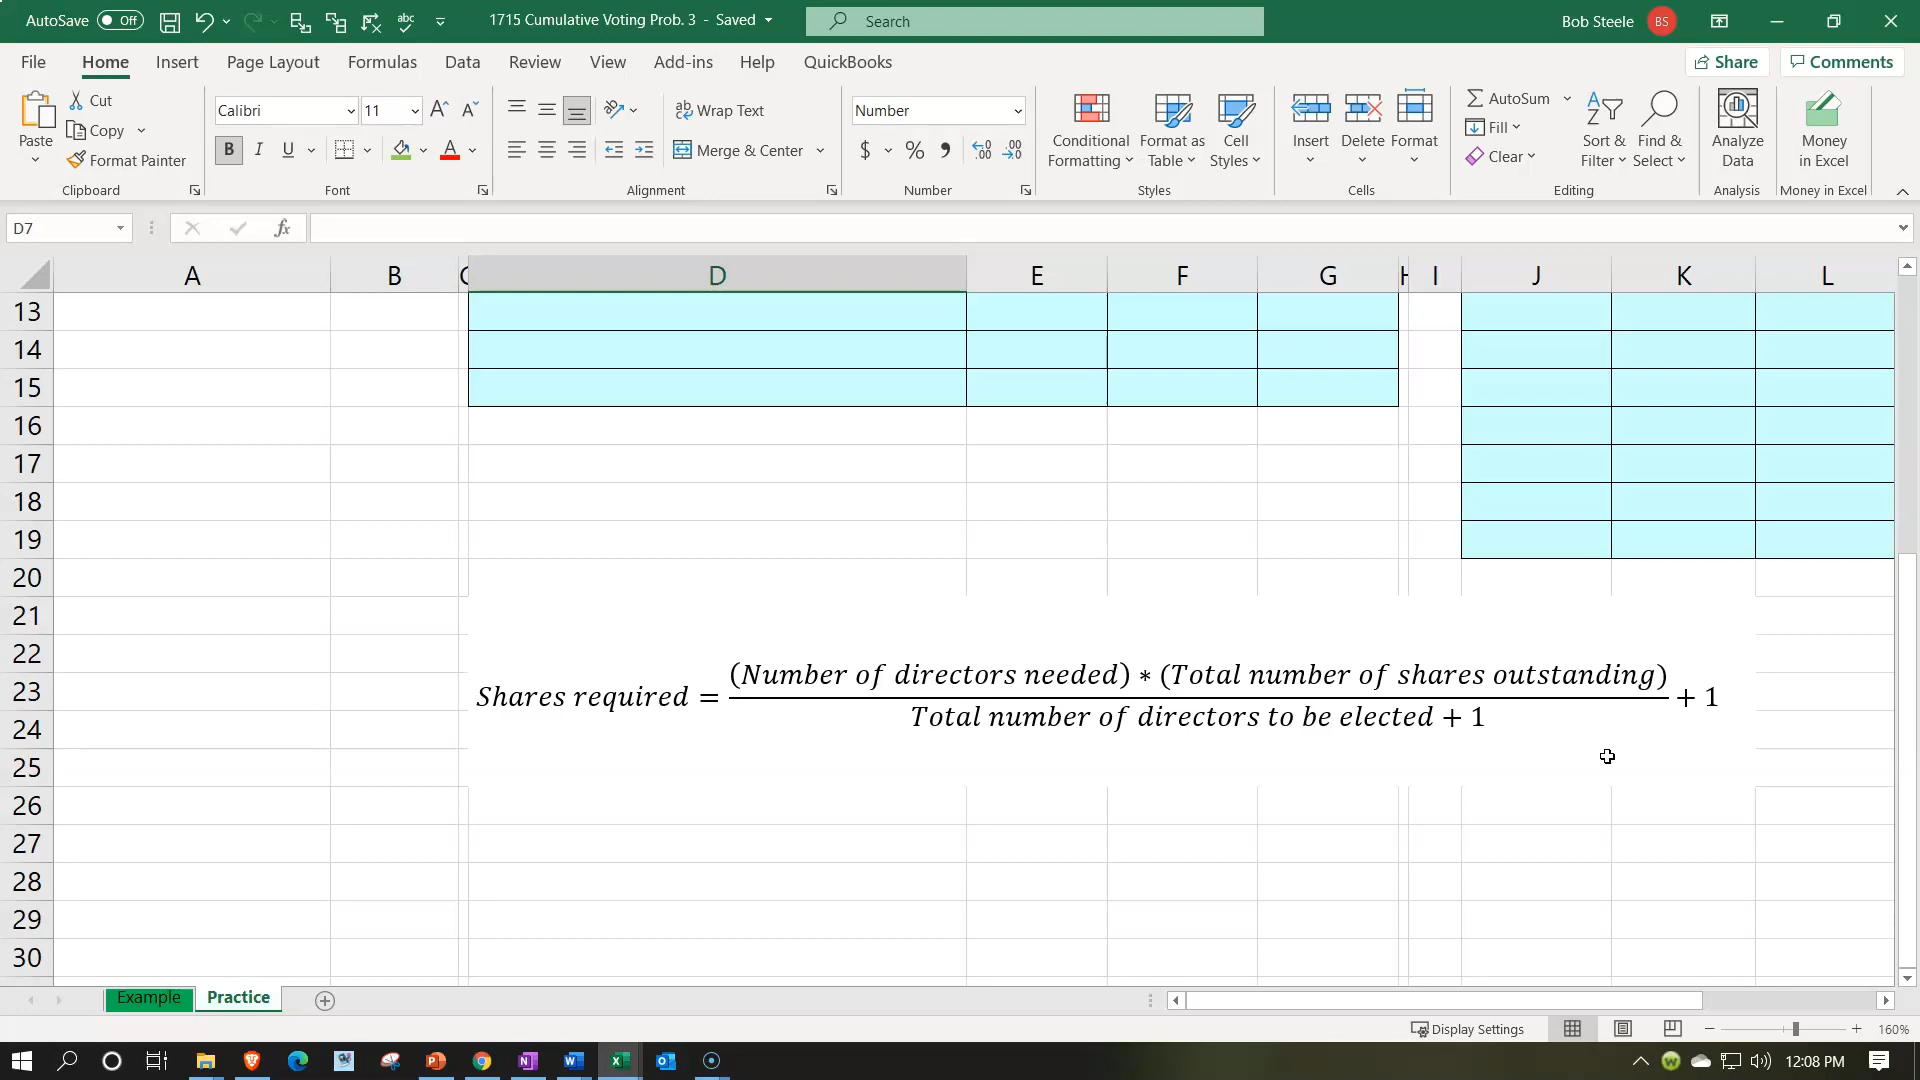 AutoSave Off
1715 Cumulative Voting Prob. 3 - Saved
Search
Bob Steele BS
File Home Insert Page Layout Formulas Data Review View Add-ins Help QuickBooks Share Comments
Paste
Cut
Copy
Format Painter
Clipboard
Calibri 11
B I U
Font
Wrap Text
Merge & Center
Alignment
Number
$ % ,
Number
Conditional Formatting
Format as Table
Cell Styles
Styles
Insert Delete Format
Cells
AutoSum
Fill
Clear
Sort & Filter
Find & Select
Editing
Analyze Data
Analysis
Money in Excel
Money in Excel
D7
fx
A B C D E F G H I J K L
13
14
15
16
17
18
19
20
21
22
23
24
25
26
27
28
29
30
Shares required = (Number of directors needed) * (Total number of shares outstanding)
Total number of directors to be elected + 1
+ 1
Example Practice
Display Settings
160%
12:08 PM